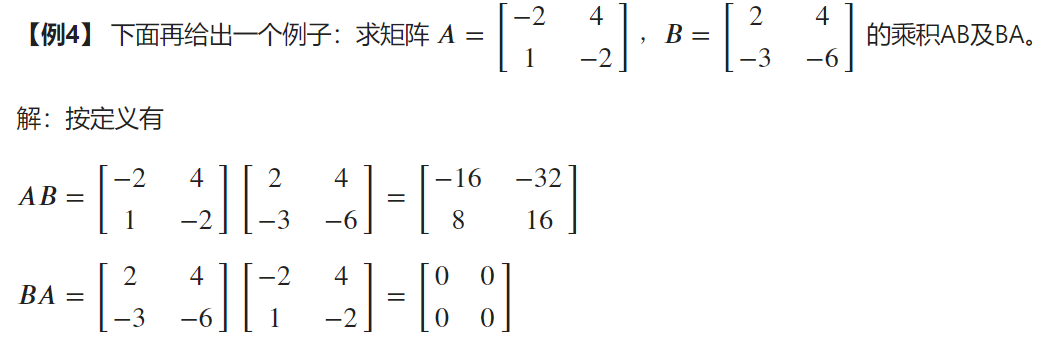 【例4】 下面再给出一个例子：求矩阵 A = [−2 4; 1 −2]，B = [2 4; −3 −6] 的乘积AB及BA。
解：按定义有
AB = [−2 4; 1 −2] [2 4; −3 −6] = [−16 −32; 8 16]
BA = [2 4; −3 −6] [−2 4; 1 −2] = [0 0; 0 0]